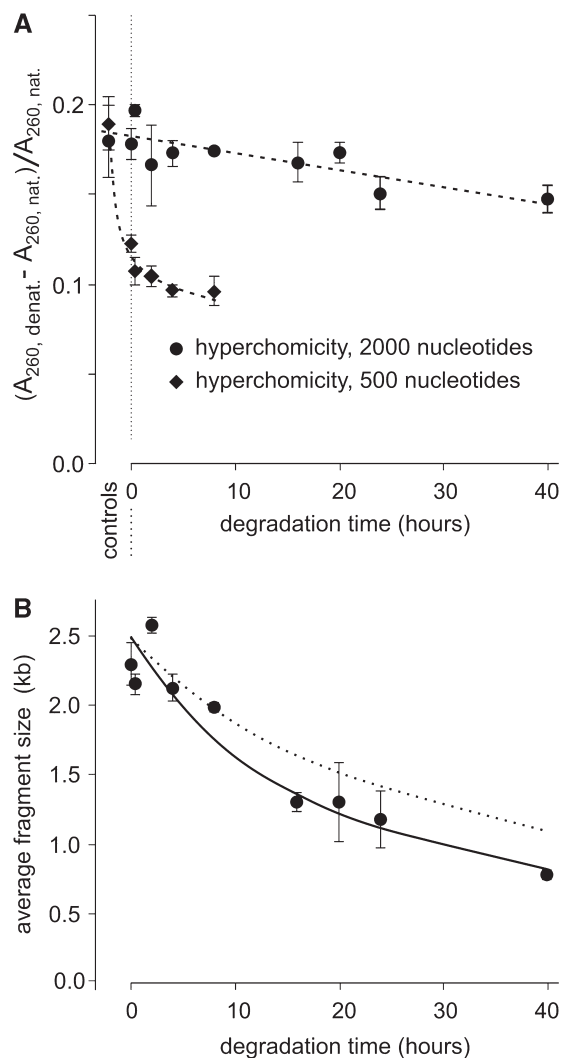 A
(A260, denat. - A260, nat.)/A260, nat.
0.2
0.1
0.0
hyperchomicity, 2000 nucleotides
hyperchomicity, 500 nucleotides
controls
0
10
20
30
40
degradation time (hours)
B
average fragment size (kb)
2.5
2.0
1.5
1.0
0.5
0.0
0
10
20
30
40
degradation time (hours)